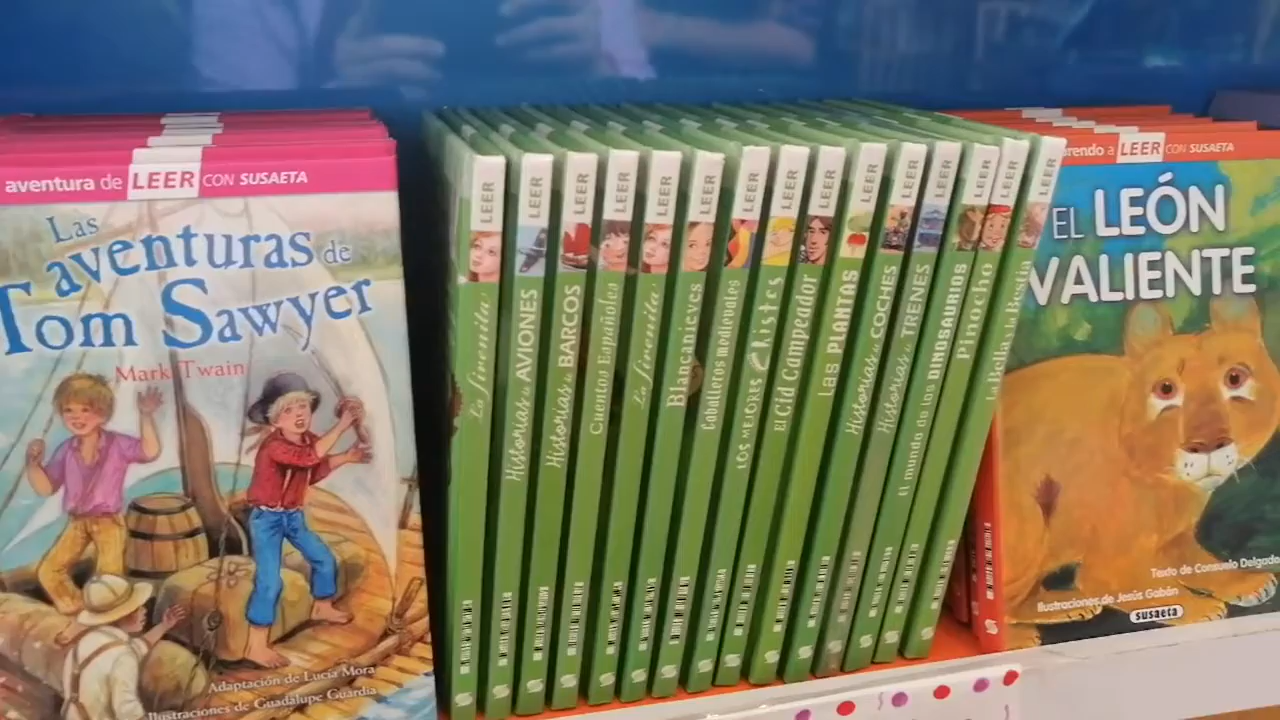 aventura de LEER CON SUSAETA
Las
aventuras de
Tom Sawyer
Mark Twain
Adaptación de Lucía Mora
Ilustraciones de Guadalupe Guardia
LEER La Sirenita
LEER Historias de AVIONES
LEER Historias de BARCOS
LEER Cuentos Españoles
LEER La Sirenita
LEER Blancanieves
LEER Caballeros medievales
LEER LOS MEJORES Chistes
LEER El Cid Campeador
LEER Las PLANTAS
LEER Historias de COCHES
LEER Historias de TRENES
LEER El mundo de los DINOSAURIOS
LEER Pinocho
LEER La Bella y la Bestia
rendo a LEER CON SUSAETA
EL LEÓN
VALIENTE
Texto de Consuelo Delgado
Ilustraciones de Jesús Gabán
susaeta